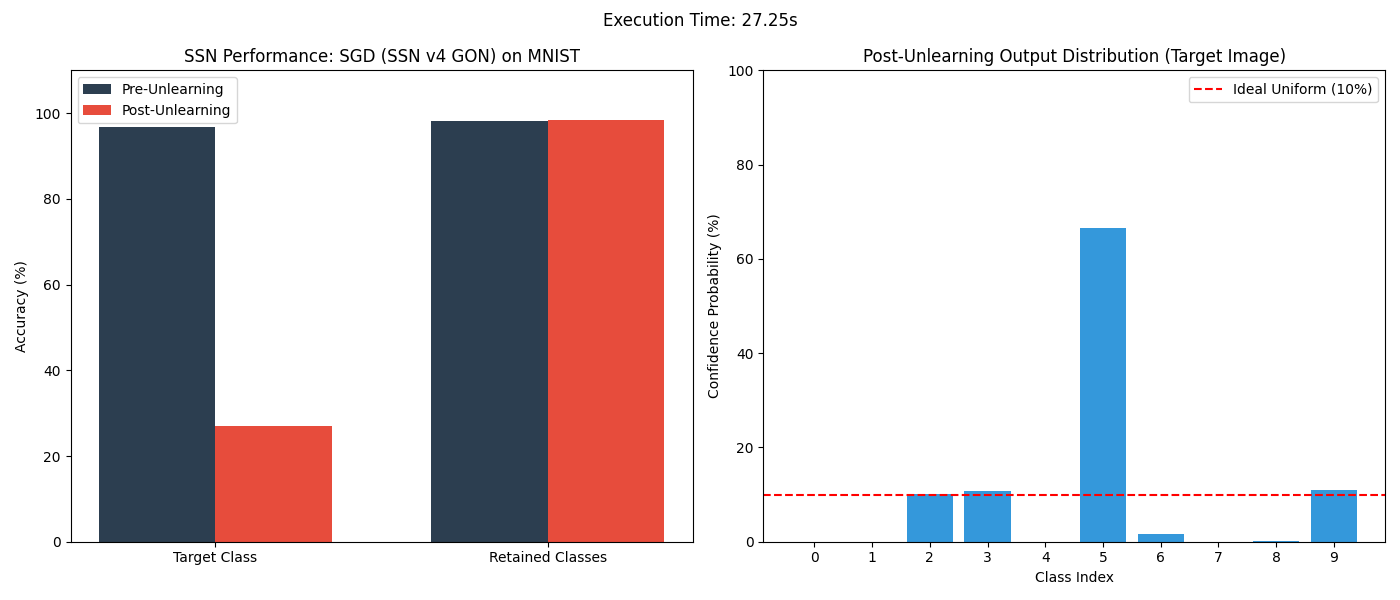 Execution Time: 27.25s
SSN Performance: SGD (SSN v4 GON) on MNIST
Pre-Unlearning
Post-Unlearning
Accuracy (%)
100
80
60
40
20
0
Target Class
Retained Classes
Post-Unlearning Output Distribution (Target Image)
Ideal Uniform (10%)
Confidence Probability (%)
100
80
60
40
20
0
0 1 2 3 4 5 6 7 8 9
Class Index